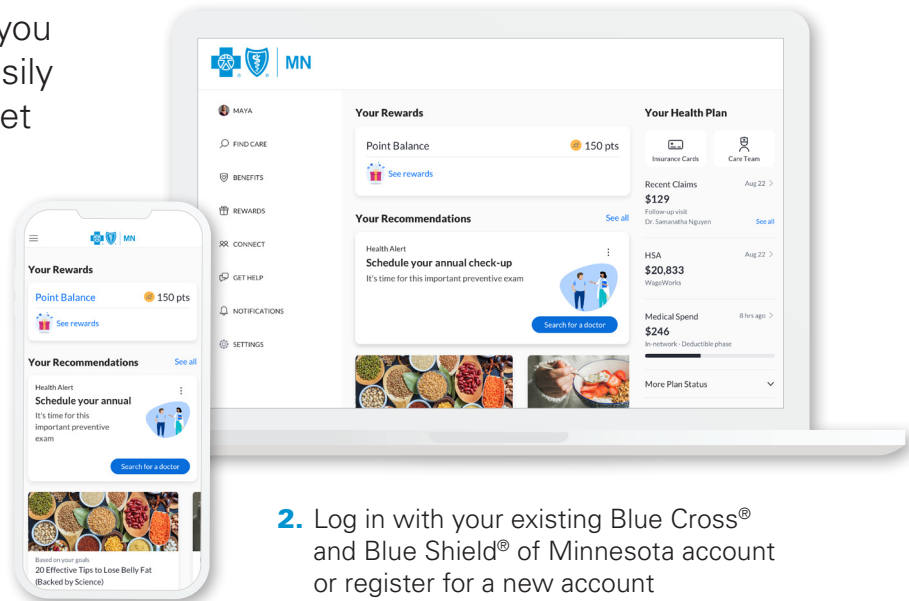 you
sily
et
MN
MAYA
FIND CARE
BENEFITS
REWARDS
CONNECT
GET HELP
NOTIFICATIONS
SETTINGS
Your Rewards
Point Balance 150 pts
See rewards
Your Recommendations See all
Health Alert
Schedule your annual check-up
It's time for this important preventive exam
Search for a doctor
Your Health Plan
Insurance Cards Care Team
Recent Claims Aug 22
$129
Follow-up visit
Dr. Samanatha Nguyen See all
HSA Aug 22
$20,833
WageWorks
Medical Spend 8 hrs ago
$246
In-network - Deductible phase
More Plan Status
MN
Your Rewards
Point Balance 150 pts
See rewards
Your Recommendations See all
Health Alert
Schedule your annual
It's time for this
important preventive
exam
Search for a doctor
Based on your goals
20 Effective Tips to Lose Belly Fat
(Backed by Science)
2. Log in with your existing Blue Cross®
and Blue Shield® of Minnesota account
or register for a new account